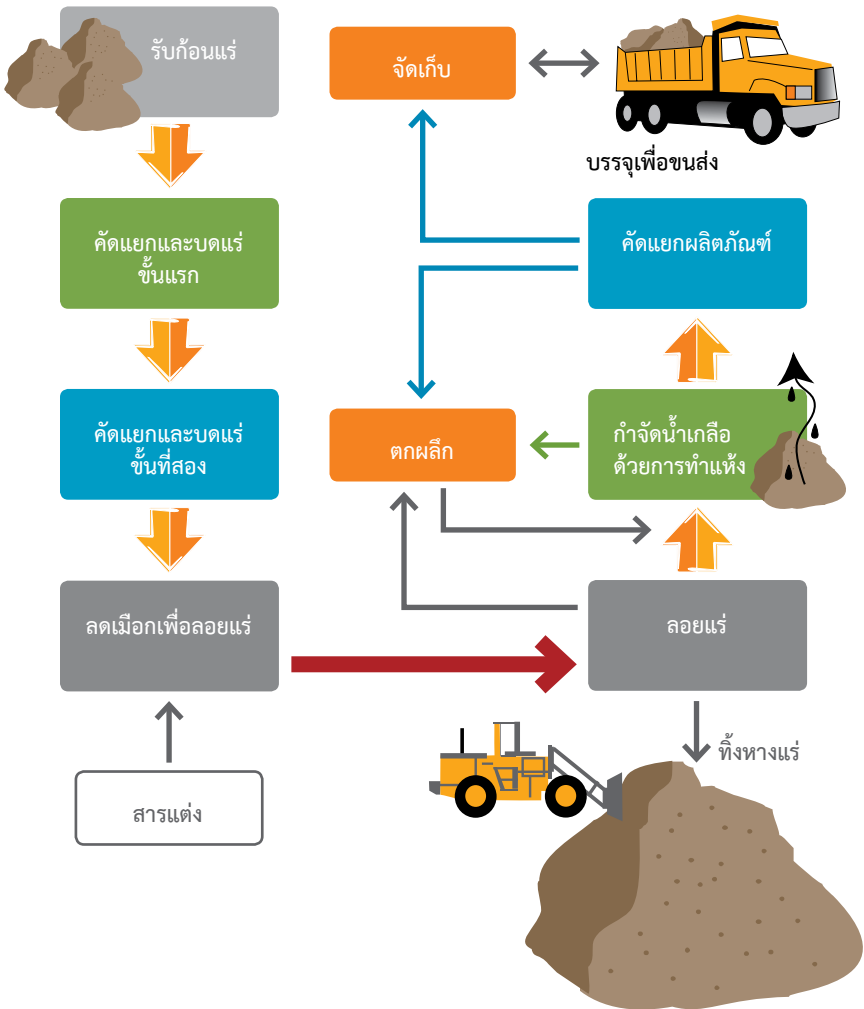 รับก้อนแร่
คัดแยกและบดแร่
ขั้นแรก
คัดแยกและบดแร่
ขั้นที่สอง
ลดเมือกเพื่อลอยแร่
สารแต่ง
ลอยแร่
ทิ้งหางแร่
กำจัดน้ำเกลือ
ด้วยการทำแห้ง
ตกผลึก
คัดแยกผลิตภัณฑ์
จัดเก็บ
บรรจุเพื่อขนส่ง